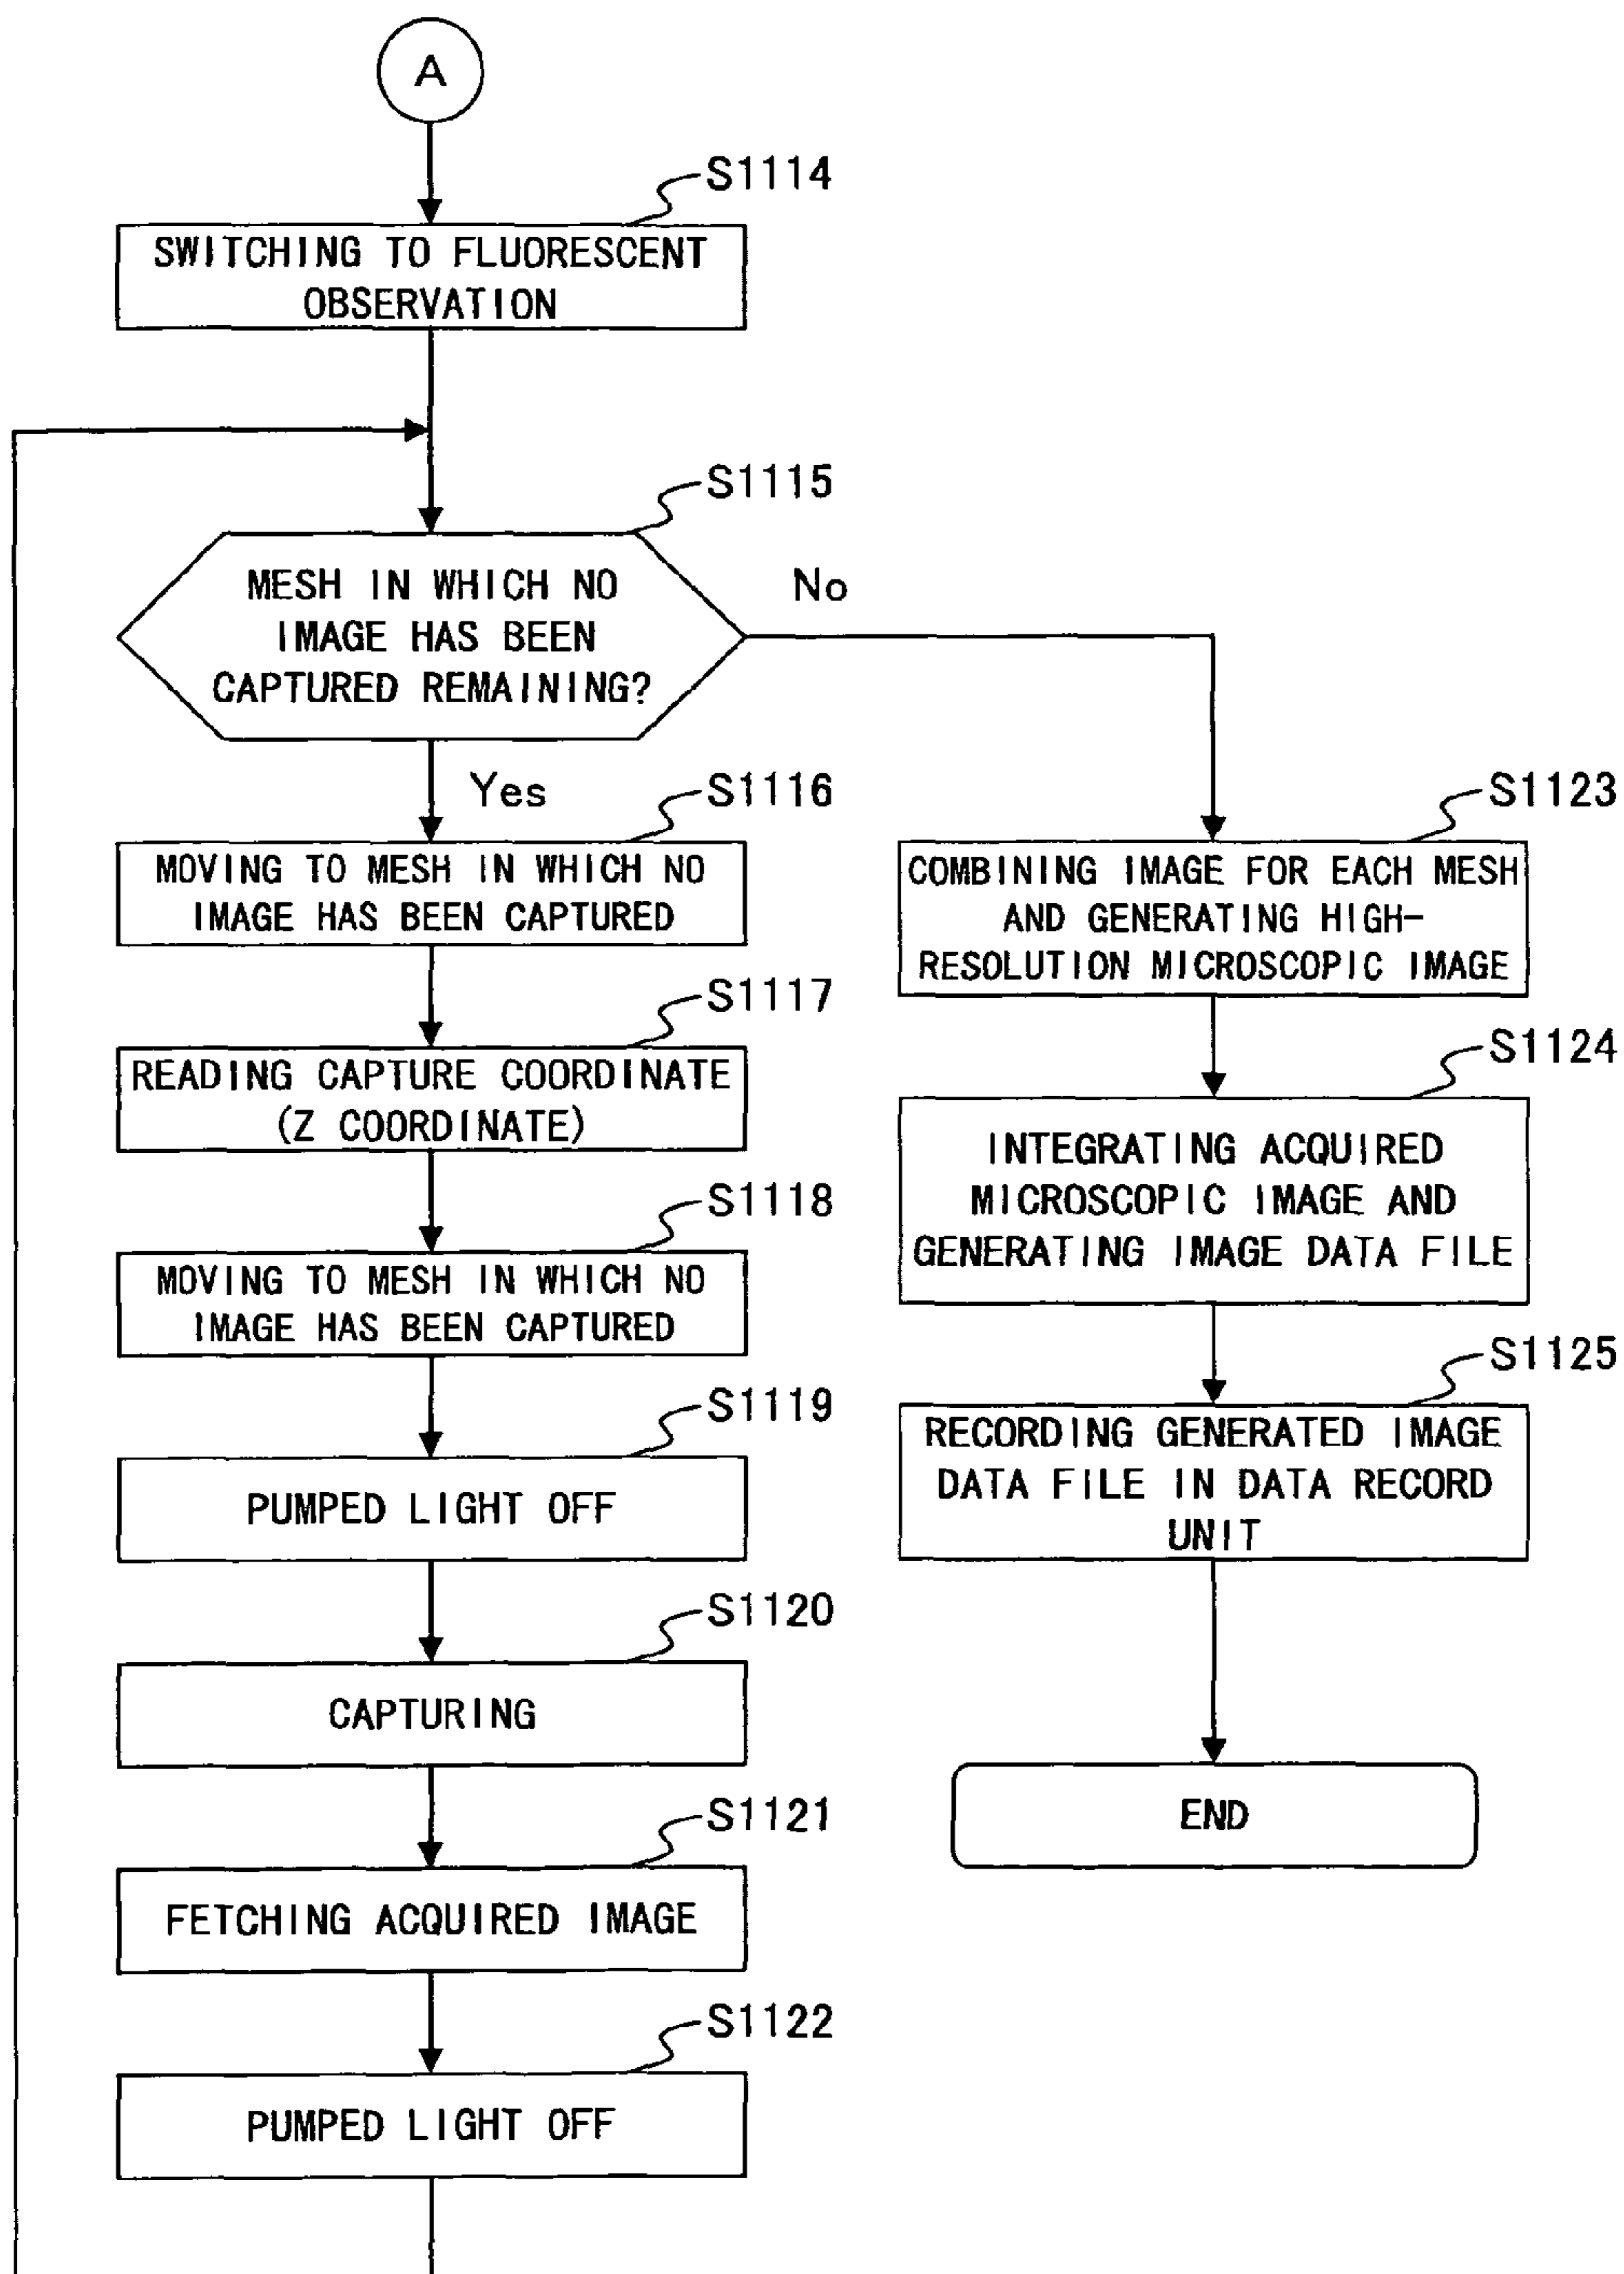 A
S1114
SWITCHING TO FLUORESCENT
OBSERVATION
S1115
MESH IN WHICH NO
IMAGE HAS BEEN
CAPTURED REMAINING?
No
Yes
S1116
MOVING TO MESH IN WHICH NO
IMAGE HAS BEEN CAPTURED
S1117
READING CAPTURE COORDINATE
(Z COORDINATE)
S1118
MOVING TO MESH IN WHICH NO
IMAGE HAS BEEN CAPTURED
S1119
PUMPED LIGHT OFF
S1120
CAPTURING
S1121
FETCHING ACQUIRED IMAGE
S1122
PUMPED LIGHT OFF
S1123
COMBINING IMAGE FOR EACH MESH
AND GENERATING HIGH-
RESOLUTION MICROSCOPIC IMAGE
S1124
INTEGRATING ACQUIRED
MICROSCOPIC IMAGE AND
GENERATING IMAGE DATA FILE
S1125
RECORDING GENERATED IMAGE
DATA FILE IN DATA RECORD
UNIT
END